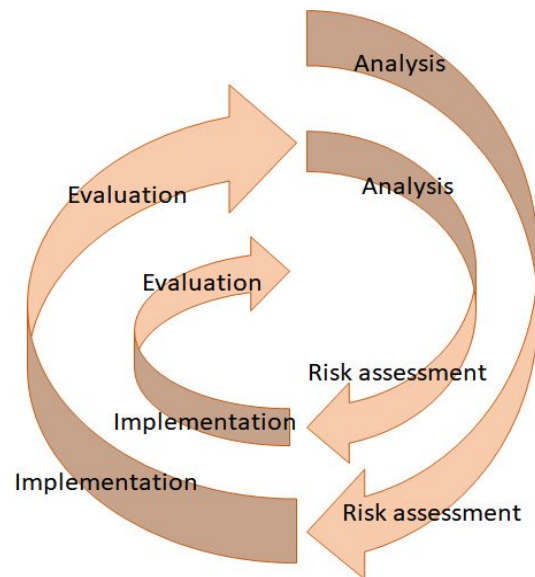 Analysis
Analysis
Evaluation
Evaluation
Risk assessment
Implementation
Implementation
Risk assessment